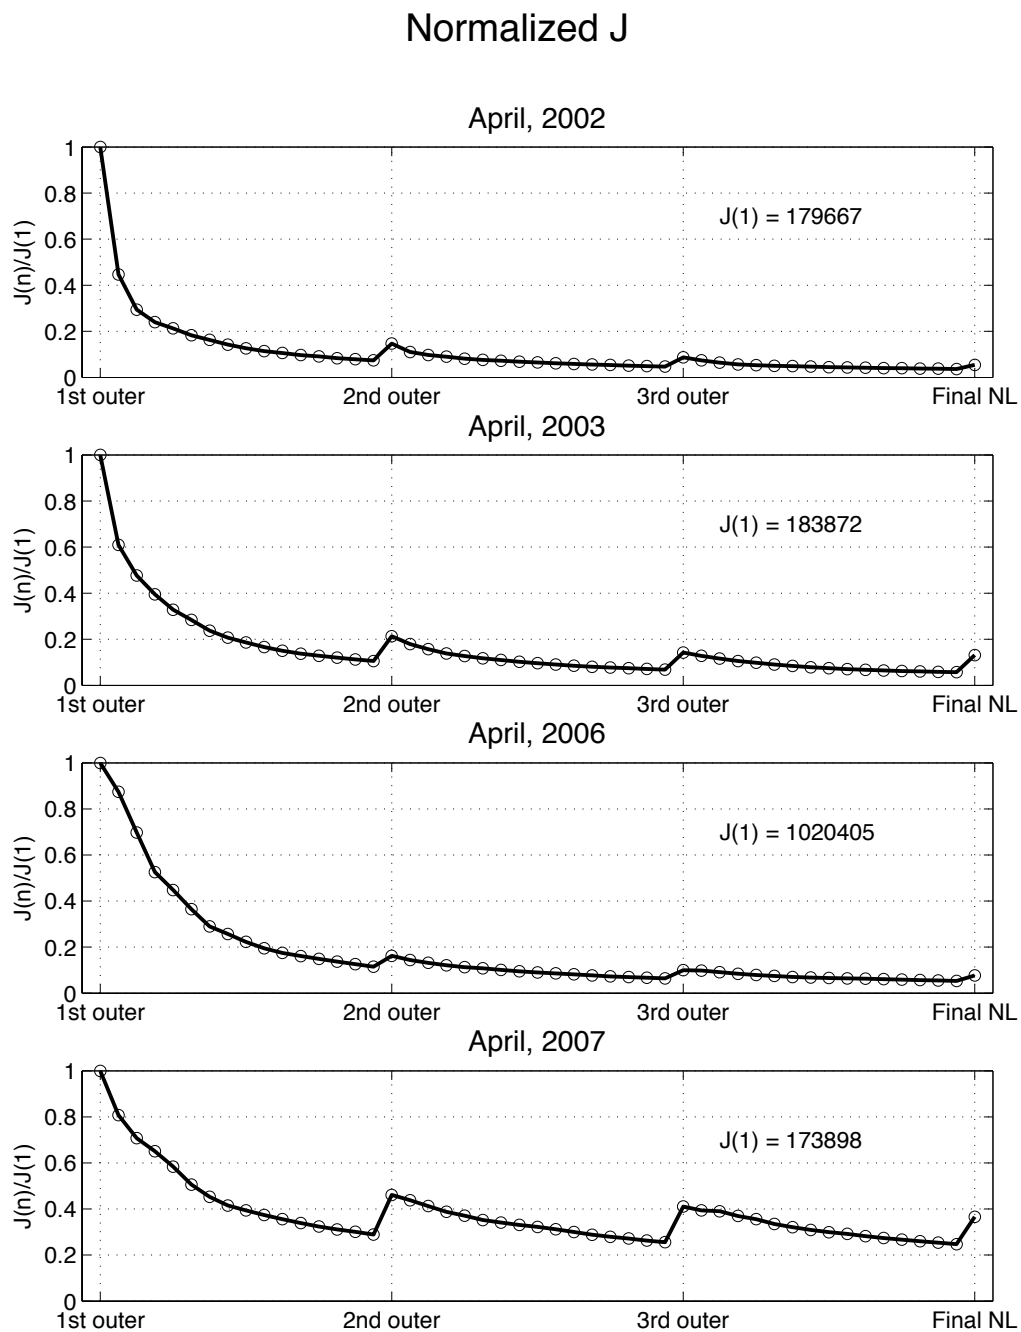 Normalized J
April, 2002
J(n)/J(1)
1
0.8
0.6
0.4
0.2
0
J(1) = 179667
1st outer 2nd outer 3rd outer Final NL
April, 2003
J(n)/J(1)
1
0.8
0.6
0.4
0.2
0
J(1) = 183872
1st outer 2nd outer 3rd outer Final NL
April, 2006
J(n)/J(1)
1
0.8
0.6
0.4
0.2
0
J(1) = 1020405
1st outer 2nd outer 3rd outer Final NL
April, 2007
J(n)/J(1)
1
0.8
0.6
0.4
0.2
0
J(1) = 173898
1st outer 2nd outer 3rd outer Final NL